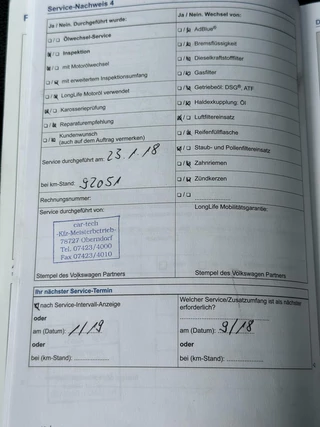 Service-Nachweis 4
Ja / Nein. Durchgeführt wurde:
Ölwechsel-Service
Inspektion
mit Motorölwechsel
mit erweitertem Inspektionsumfang
LongLife Motoröl verwendet
Karosserieprüfung
Reparaturempfehlung
Kundenwunsch
(auch auf dem Auftrag vermerken)
Service durchgeführt am: 23.1.18
bei km-Stand: 92051
Rechnungsnummer:
Service durchgeführt von:
car-tech
-Kfz-Meisterbetrieb-
78727 Oberndorf
Tel. 07423/4000
Fax 07423/4010
Stempel des Volkswagen Partners
Ja / Nein. Wechsel von:
AdBlue®
Bremsflüssigkeit
Dieselkraftstofffilter
Gasfilter
Getriebeöl: DSG®, ATF
Haldexkupplung: Öl
Luftfiltereinsatz
Reifenfüllflasche
Staub- und Pollenfiltereinsatz
Zahnriemen
Zündkerzen
LongLife Mobilitätsgarantie:
Stempel des Volkswagen Partners
Ihr nächster Service-Termin
nach Service-Intervall-Anzeige
oder
am (Datum): 1/19
oder
bei (km-Stand):
Welcher Service/Zusatzumfang ist als nächstes
erforderlich?
am (Datum): 9/18
oder
bei (km-Stand):